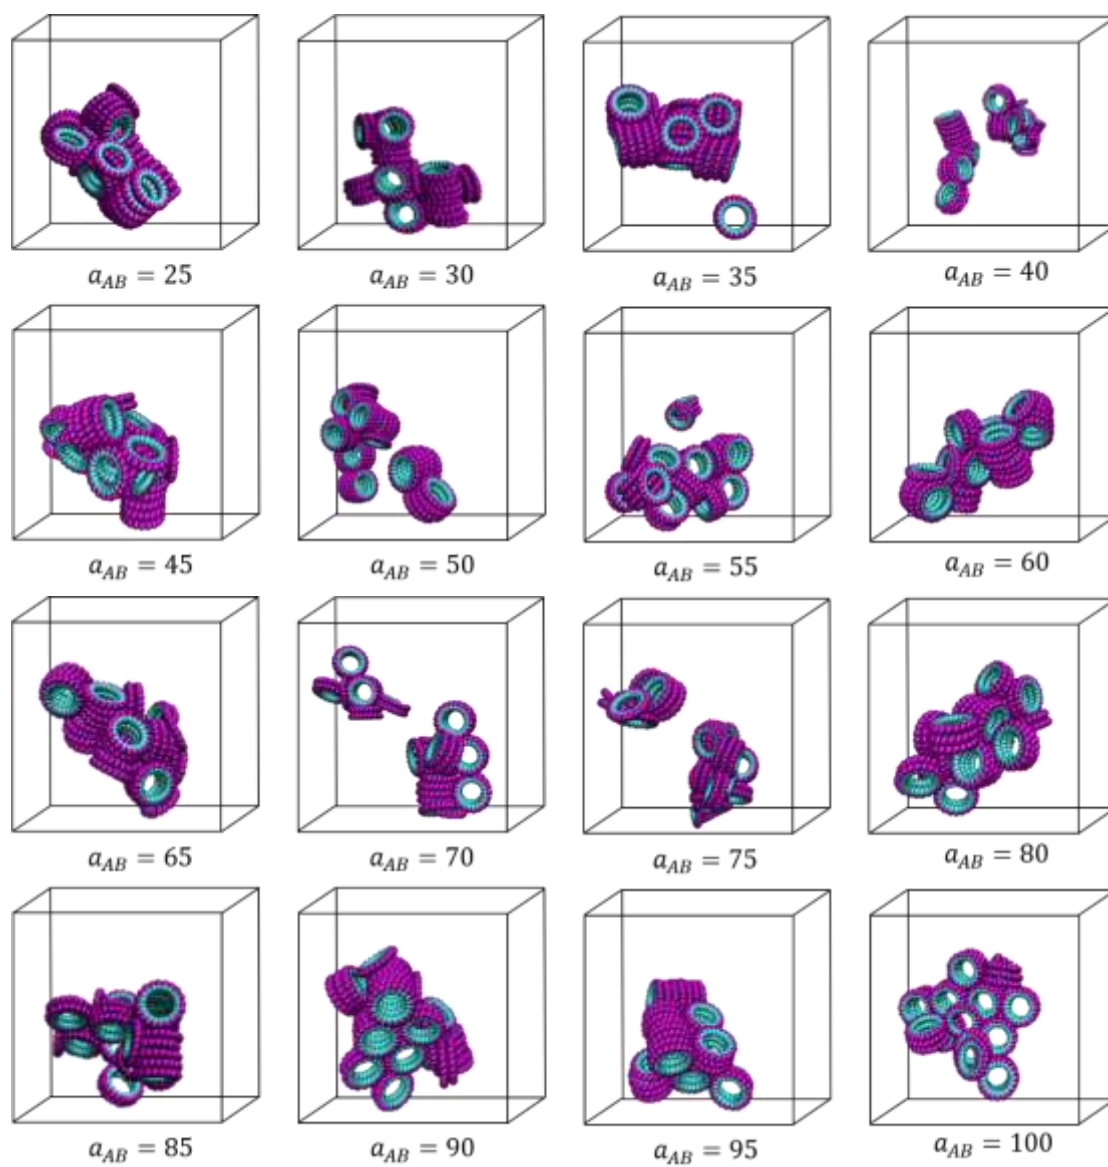 a_AB = 25
a_AB = 30
a_AB = 35
a_AB = 40
a_AB = 45
a_AB = 50
a_AB = 55
a_AB = 60
a_AB = 65
a_AB = 70
a_AB = 75
a_AB = 80
a_AB = 85
a_AB = 90
a_AB = 95
a_AB = 100